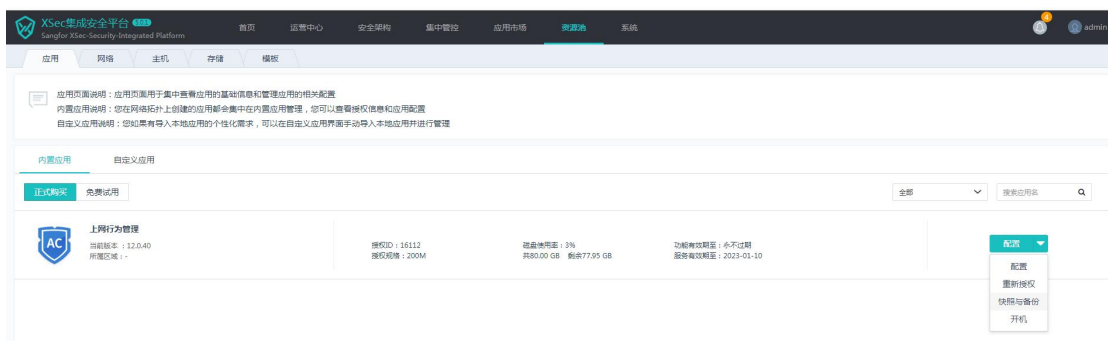 XSec集成安全平台 5.0.1
Sangfor XSec-Security-Integrated Platform
首页 运营中心 安全架构 集中管控 应用市场 资源池 系统
4
admin
应用 网络 主机 存储 模板
应用页面说明：应用页面用于集中查看应用的基础信息和管理应用的相关配置
内置应用说明：您在网络拓扑上创建的应用都会集中在内置应用管理，您可以查看授权信息和应用配置
自定义应用说明：您如果有导入本地应用的个性化需求，可以在自定义应用界面手动导入本地应用并进行管理
内置应用 自定义应用
正式购买 免费试用 全部 搜索应用名
AC
上网行为管理
当前版本 ：12.0.40
所属区域：-
授权ID：16112
授权规格：200M
磁盘使用率：3%
共80.00 GB 剩余77.95 GB
功能有效期至：永不过期
服务有效期至：2023-01-10
配置
配置
重新授权
快照与备份
开机